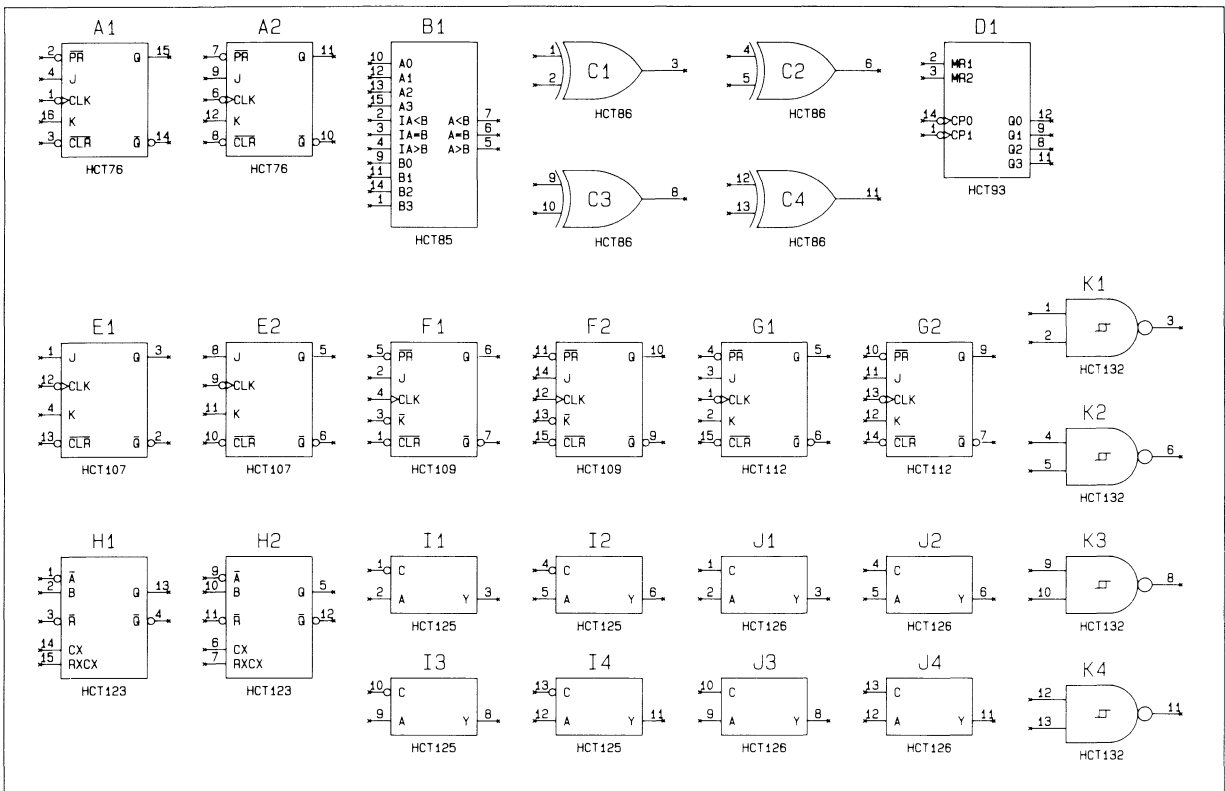 A1 A2 B1 D1
2 PR Q 15
4 J
1 CLK
16 K
3 CLR Q 14
HCT76
7 PR Q 11
9 J
6 CLK
12 K
8 CLR Q 10
HCT76
10 A0
12 A1
13 A2
15 A3
2 IA<B A<B 7
3 IA=B A=B 6
4 IA>B A>B 5
9 B0
11 B1
14 B2
1 B3
HCT85
1 2 C1 3
HCT86
4 5 C2 6
HCT86
9 10 C3 8
HCT86
12 13 C4 11
HCT86
2 MR1
3 MR2
14 CP0 Q0 12
1 CP1 Q1 9
Q2 8
Q3 11
HCT93
E1 E2 F1 F2 G1 G2 K1
1 J Q 3
12 CLK
4 K
13 CLR Q 2
HCT107
8 J Q 5
9 CLK
11 K
10 CLR Q 6
HCT107
5 PR Q 6
2 J
4 CLK
3 K
1 CLR Q 7
HCT109
11 PR Q 10
14 J
12 CLK
13 K
15 CLR Q 9
HCT109
4 PR Q 5
3 J
1 CLK
2 K
15 CLR Q 6
HCT112
10 PR Q 9
11 J
13 CLK
12 K
14 CLR Q 7
HCT112
1 2 3
HCT132
K2
4 5 6
HCT132
H1 H2 I1 I2 J1 J2 K3
1 A
2 B Q 13
3 R Q 4
14 CX
15 RXCX
HCT123
9 A
10 B Q 5
11 R Q 12
6 CX
7 RXCX
HCT123
1 C
2 A Y 3
HCT125
4 C
5 A Y 6
HCT125
1 C
2 A Y 3
HCT126
4 C
5 A Y 6
HCT126
9 10 8
HCT132
I3 I4 J3 J4 K4
10 C
9 A Y 8
HCT125
13 C
12 A Y 11
HCT125
10 C
9 A Y 8
HCT126
13 C
12 A Y 11
HCT126
12 13 11
HCT132